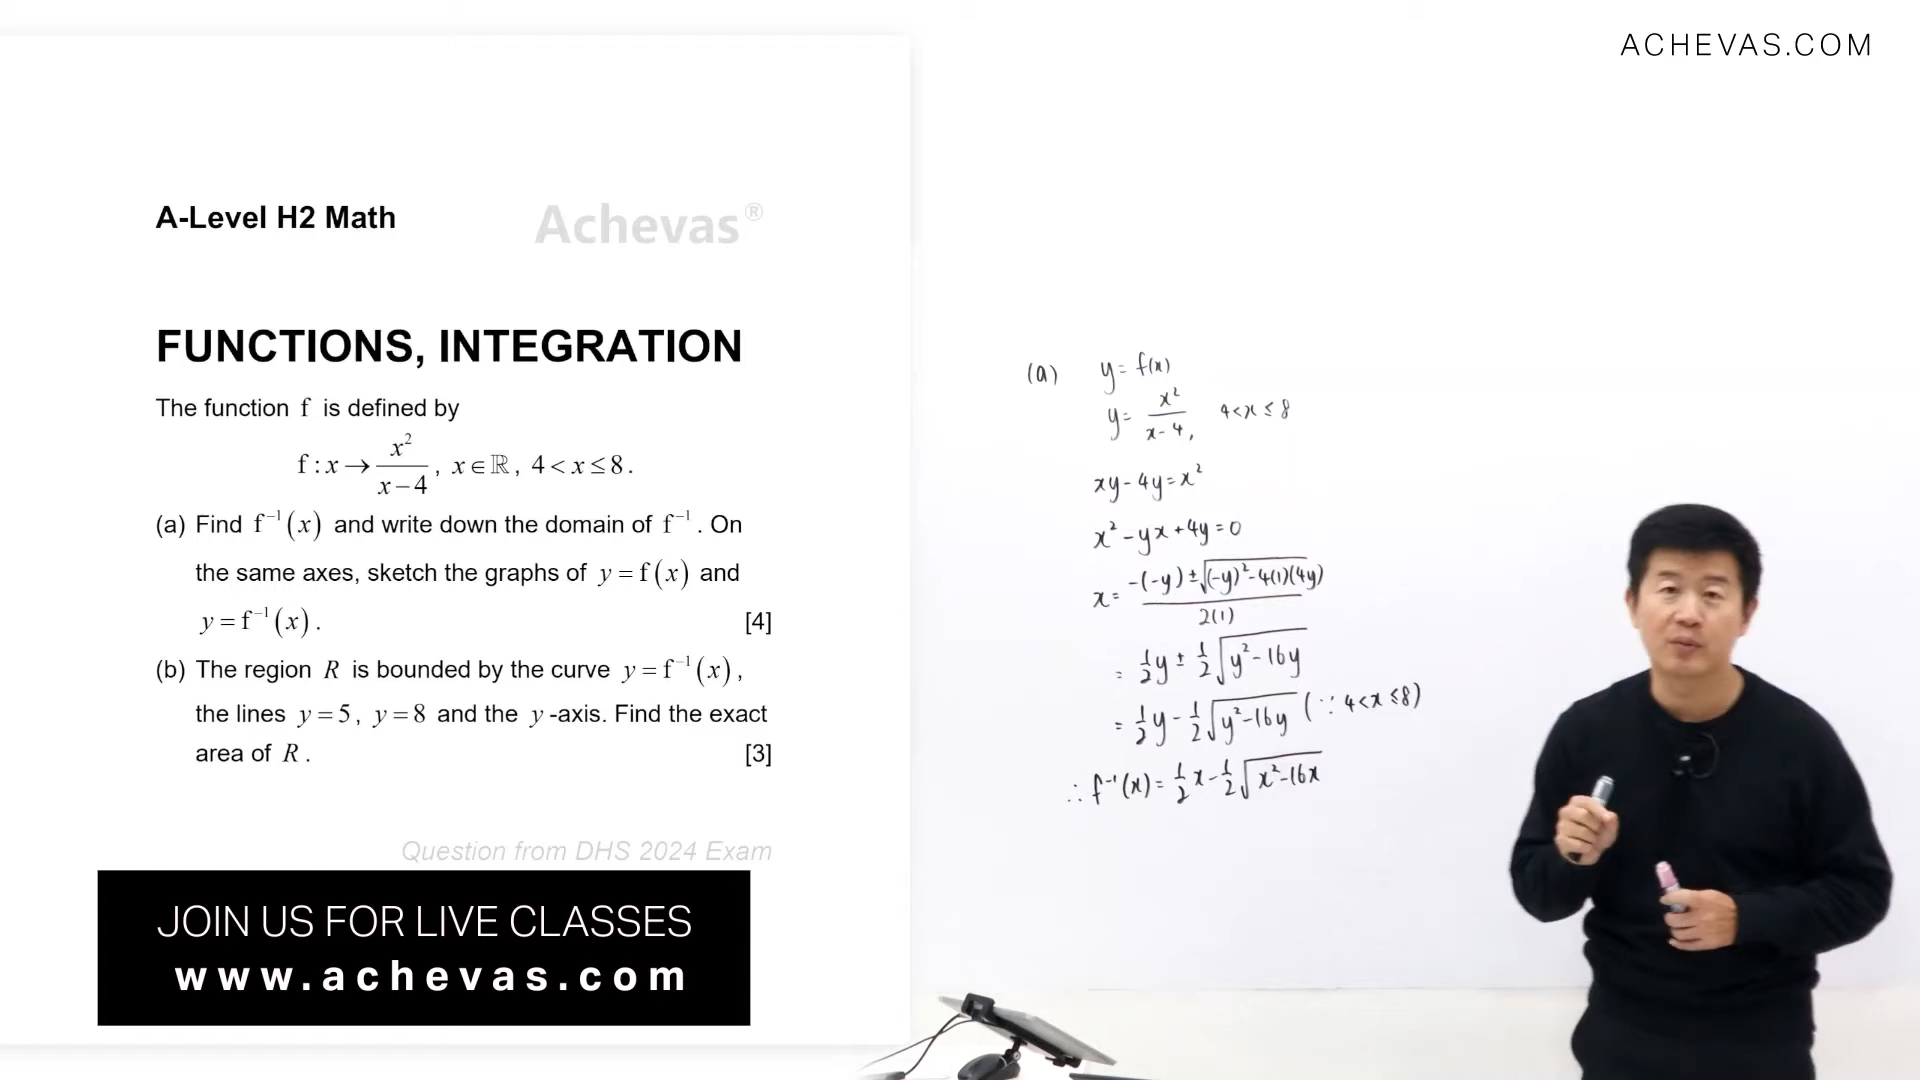 ACHEVAS.COM
A-Level H2 Math
Achevas®
FUNCTIONS, INTEGRATION
The function f is defined by
f : x → x²/(x−4), x ∈ ℝ, 4 < x ≤ 8.
(a) Find f⁻¹(x) and write down the domain of f⁻¹. On
the same axes, sketch the graphs of y = f(x) and
y = f⁻¹(x). [4]
(b) The region R is bounded by the curve y = f⁻¹(x),
the lines y = 5, y = 8 and the y-axis. Find the exact
area of R. [3]
Question from DHS 2024 Exam
JOIN US FOR LIVE CLASSES
www.achevas.com
(a) y = f(x)
y = x²/(x-4), 4<x≤8
xy - 4y = x²
x² - yx + 4y = 0
x = (-(-y) ± √((-y)² - 4(1)(4y)))/(2(1))
= ½y ± ½√(y² - 16y)
= ½y - ½√(y² - 16y) (∵ 4<x≤8)
∴ f⁻¹(x) = ½x - ½√(x² - 16x)